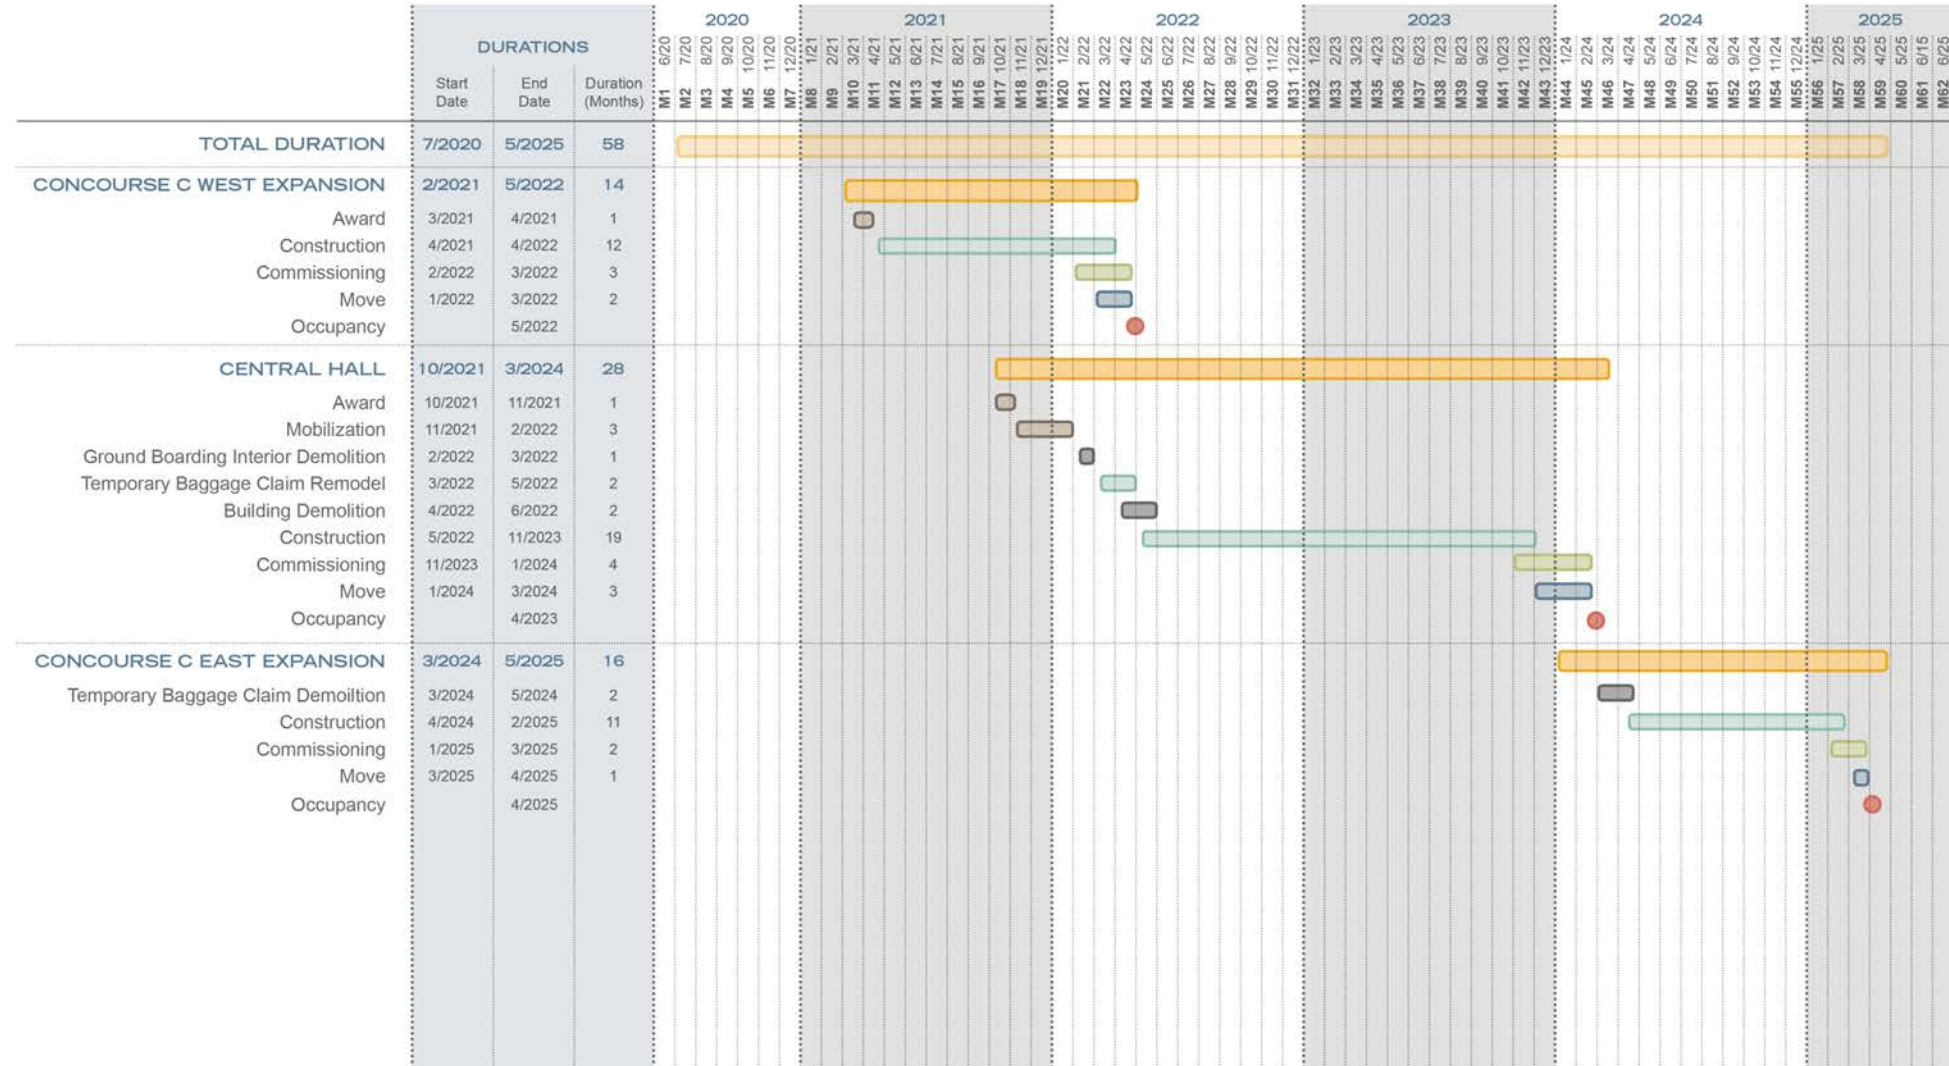 2020 2021 2022 2023 2024 2025
DURATIONS
Start Date End Date Duration (Months)
6/20 7/20 8/20 9/20 10/20 11/20 12/20 1/21 2/21 3/21 4/21 5/21 6/21 7/21 8/21 9/21 10/21 11/21 12/21 1/22 2/22 3/22 4/22 5/22 6/22 7/22 8/22 9/22 10/22 11/22 12/22 1/23 2/23 3/23 4/23 5/23 6/23 7/23 8/23 9/23 10/23 11/23 12/23 1/24 2/24 3/24 4/24 5/24 6/24 7/24 8/24 9/24 10/24 11/24 12/24 1/25 2/25 3/25 4/25 5/25 6/15 6/25
M1 M2 M3 M4 M5 M6 M7 M8 M9 M10 M11 M12 M13 M14 M15 M16 M17 M18 M19 M20 M21 M22 M23 M24 M25 M26 M27 M28 M29 M30 M31 M32 M33 M34 M35 M36 M37 M38 M39 M40 M41 M42 M43 M44 M45 M46 M47 M48 M49 M50 M51 M52 M53 M54 M55 M56 M57 M58 M59 M60 M61 M62
TOTAL DURATION 7/2020 5/2025 58
CONCOURSE C WEST EXPANSION 2/2021 5/2022 14
Award 3/2021 4/2021 1
Construction 4/2021 4/2022 12
Commissioning 2/2022 3/2022 3
Move 1/2022 3/2022 2
Occupancy 5/2022
CENTRAL HALL 10/2021 3/2024 28
Award 10/2021 11/2021 1
Mobilization 11/2021 2/2022 3
Ground Boarding Interior Demolition 2/2022 3/2022 1
Temporary Baggage Claim Remodel 3/2022 5/2022 2
Building Demolition 4/2022 6/2022 2
Construction 5/2022 11/2023 19
Commissioning 11/2023 1/2024 4
Move 1/2024 3/2024 3
Occupancy 4/2023
CONCOURSE C EAST EXPANSION 3/2024 5/2025 16
Temporary Baggage Claim Demoiltion 3/2024 5/2024 2
Construction 4/2024 2/2025 11
Commissioning 1/2025 3/2025 2
Move 3/2025 4/2025 1
Occupancy 4/2025